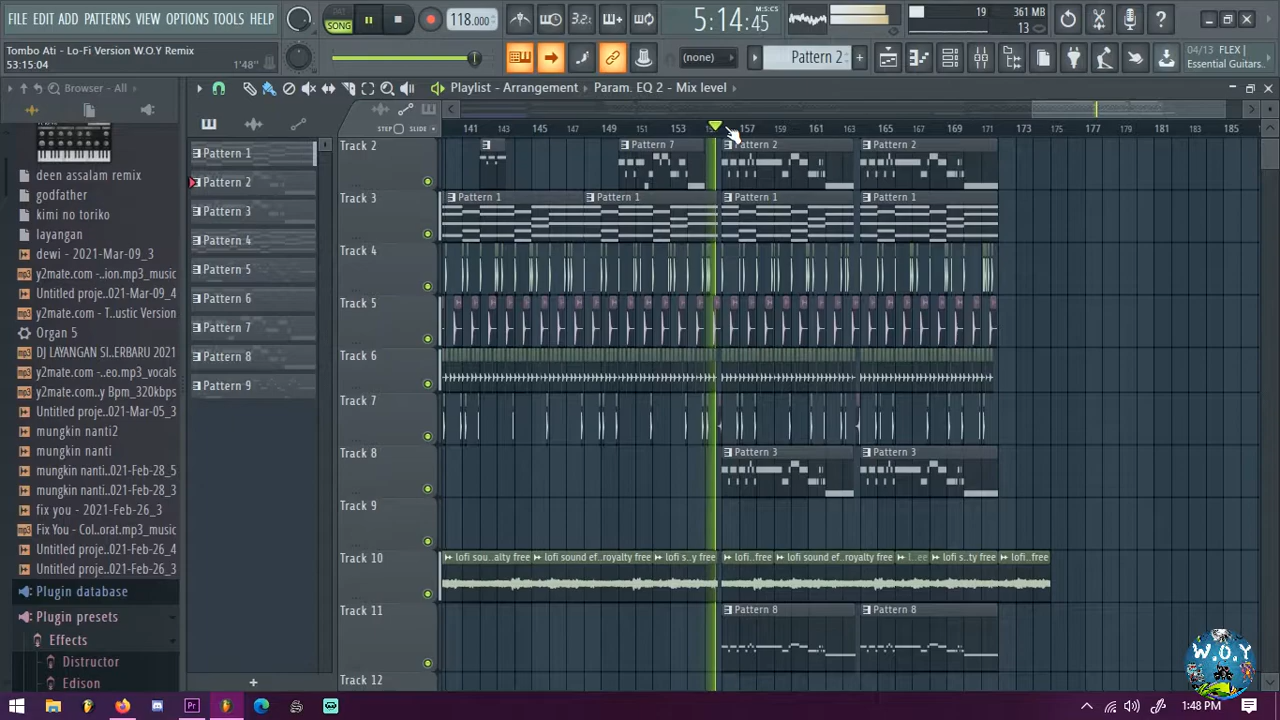 FILE EDIT ADD PATTERNS VIEW OPTIONS TOOLS HELP
SONG
118.000
3.2
5:14:45
M:S:CS
19
361 MB
13
Tombo Ati - Lo-Fi Version W.O.Y Remix
53:15:04
1'48"
(none)
Pattern 2
04/1
FLEX
Essential Guitars..
Browser - All
Playlist - Arrangement
Param. EQ 2 - Mix level
STEP
SLIDE
141 143 145 147 149 151 153 157 159 161 163 165 167 169 171 173 175 177 179 181 183 185
deen assalam remix
godfather
kimi no toriko
layangan
dewi - 2021-Mar-09_3
y2mate.com -...ion.mp3_music
Untitled proje..021-Mar-09_4
y2mate.com - T..ustic Version
Organ 5
DJ LAYANGAN SI..ERBARU 2021
y2mate.com -..eo.mp3_vocals
y2mate.com..y Bpm_320kbps
Untitled proje..021-Mar-05_3
mungkin nanti2
mungkin nanti
mungkin nanti..021-Feb-28_5
mungkin nanti..021-Feb-28_3
fix you - 2021-Feb-26_3
Fix You - Col..orat.mp3_music
Untitled proje..021-Feb-26_4
Untitled proje..021-Feb-26_3
Plugin database
Plugin presets
Effects
Distructor
Edison
Pattern 1
Pattern 2
Pattern 3
Pattern 4
Pattern 5
Pattern 6
Pattern 7
Pattern 8
Pattern 9
Track 2
Pattern 7
Pattern 2
Pattern 2
Track 3
Pattern 1
Pattern 1
Pattern 1
Pattern 1
Track 4
Track 5
Track 6
Track 7
Track 8
Pattern 3
Pattern 3
Track 9
Track 10
lofi sou..alty free
lofi sound ef..royalty free
lofi s..y free
lofi..free
lofi sound ef..royalty free
lofi s..ty free
lofi..free
Track 11
Pattern 8
Pattern 8
Track 12
W.O.Y
Pr
1:48 PM